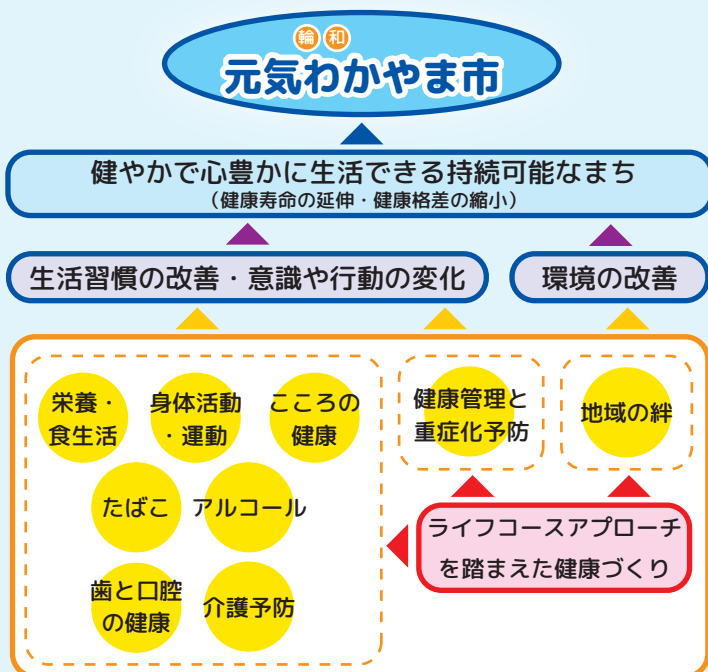 輪 和
元気わかやま市
健やかで心豊かに生活できる持続可能なまち
（健康寿命の延伸・健康格差の縮小）
生活習慣の改善・意識や行動の変化
環境の改善
栄養・
食生活
身体活動
・運動
こころの
健康
健康管理と
重症化予防
地域の絆
たばこ
アルコール
ライフコースアプローチ
を踏まえた健康づくり
歯と口腔
の健康
介護予防